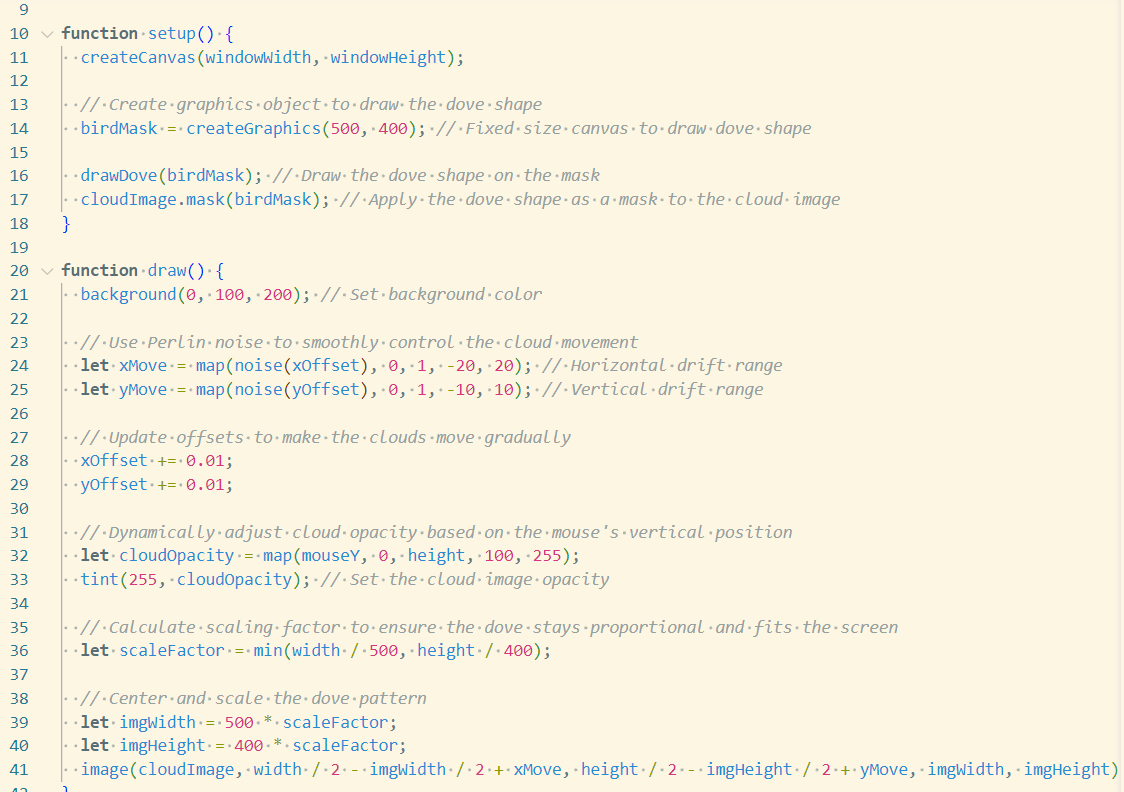 9
10 function setup() {
11   createCanvas(windowWidth, windowHeight);
12
13   // Create graphics object to draw the dove shape
14   birdMask = createGraphics(500, 400); // Fixed size canvas to draw dove shape
15
16   drawDove(birdMask); // Draw the dove shape on the mask
17   cloudImage.mask(birdMask); // Apply the dove shape as a mask to the cloud image
18 }
19
20 function draw() {
21   background(0, 100, 200); // Set background color
22
23   // Use Perlin noise to smoothly control the cloud movement
24   let xMove = map(noise(xOffset), 0, 1, -20, 20); // Horizontal drift range
25   let yMove = map(noise(yOffset), 0, 1, -10, 10); // Vertical drift range
26
27   // Update offsets to make the clouds move gradually
28   xOffset += 0.01;
29   yOffset += 0.01;
30
31   // Dynamically adjust cloud opacity based on the mouse's vertical position
32   let cloudOpacity = map(mouseY, 0, height, 100, 255);
33   tint(255, cloudOpacity); // Set the cloud image opacity
34
35   // Calculate scaling factor to ensure the dove stays proportional and fits the screen
36   let scaleFactor = min(width / 500, height / 400);
37
38   // Center and scale the dove pattern
39   let imgWidth = 500 * scaleFactor;
40   let imgHeight = 400 * scaleFactor;
41   image(cloudImage, width / 2 - imgWidth / 2 + xMove, height / 2 - imgHeight / 2 + yMove, imgWidth, imgHeight)